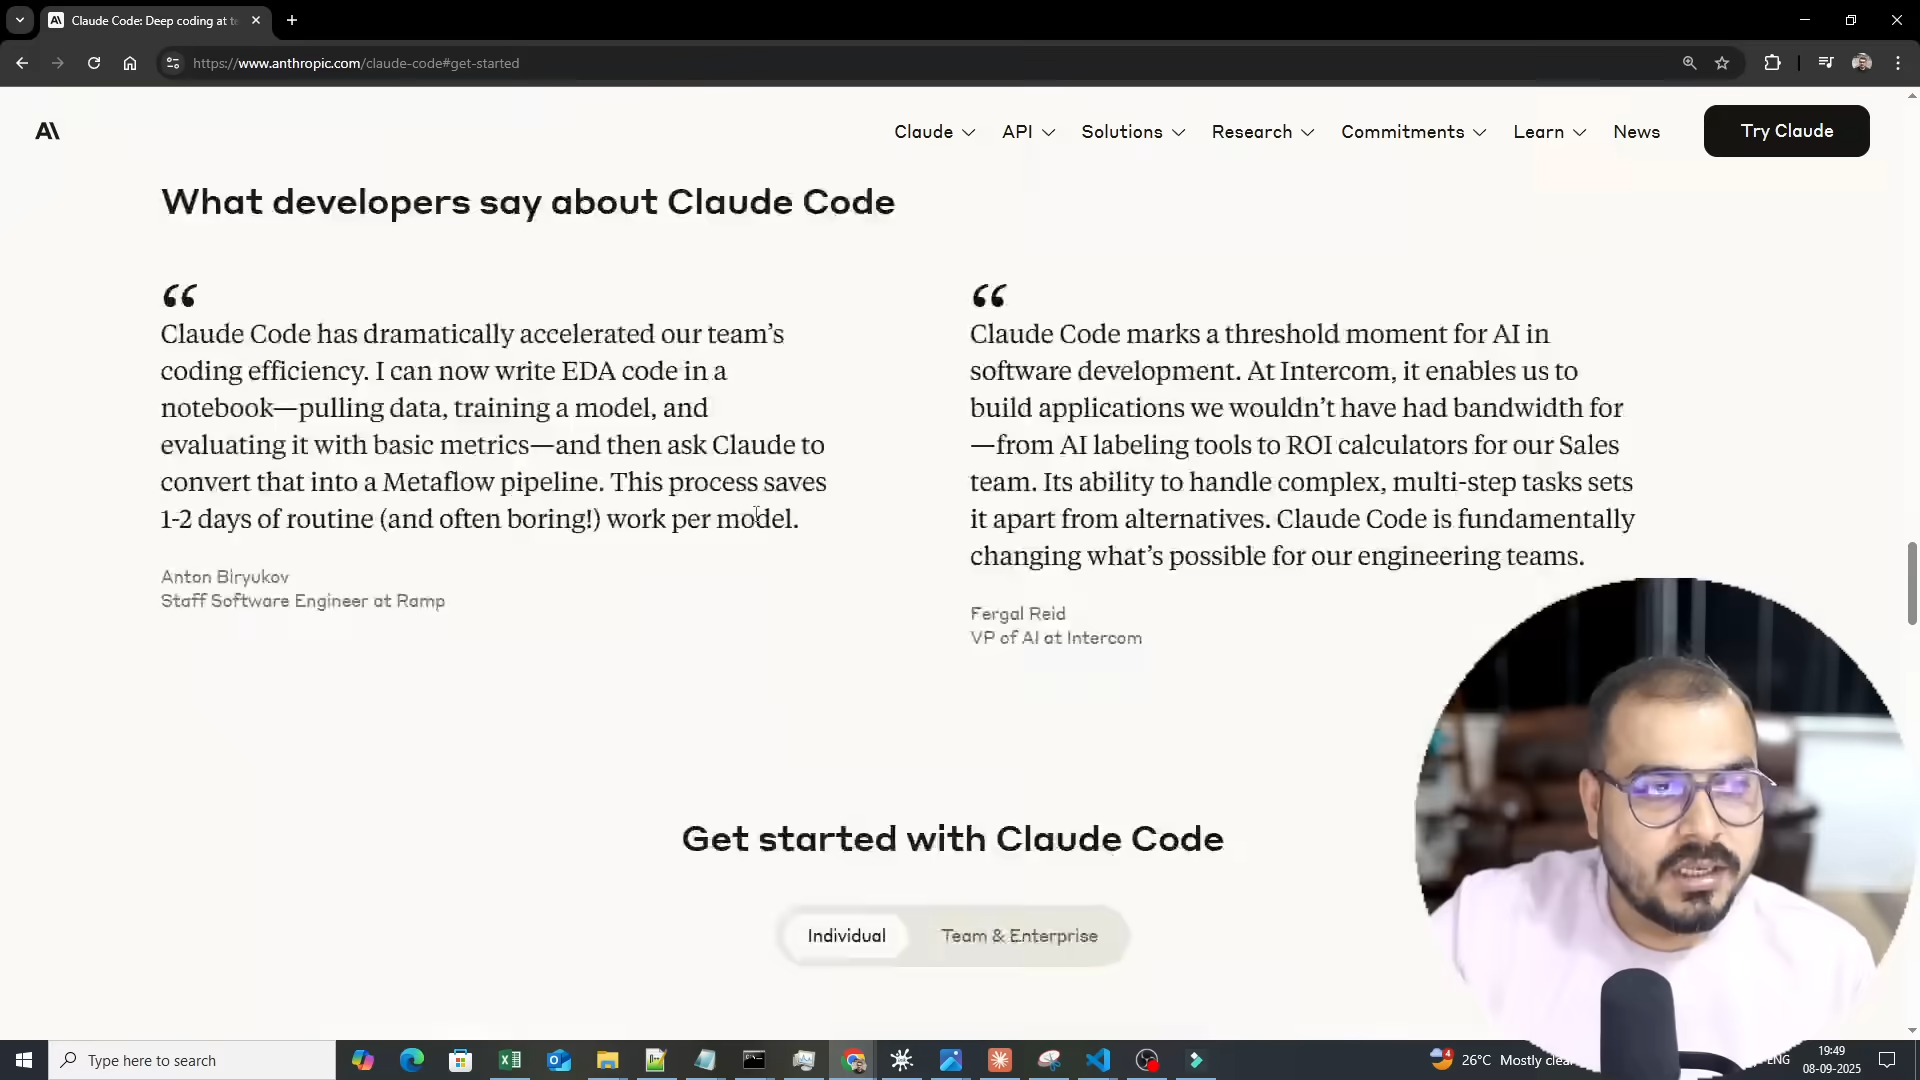 Claude Code: Deep coding at te
https://www.anthropic.com/claude-code#get-started
Claude
API
Solutions
Research
Commitments
Learn
News
Try Claude
What developers say about Claude Code
“
Claude Code has dramatically accelerated our team’s
coding efficiency. I can now write EDA code in a
notebook—pulling data, training a model, and
evaluating it with basic metrics—and then ask Claude to
convert that into a Metaflow pipeline. This process saves
1-2 days of routine (and often boring!) work per model.
Anton Biryukov
Staff Software Engineer at Ramp
“
Claude Code marks a threshold moment for AI in
software development. At Intercom, it enables us to
build applications we wouldn’t have had bandwidth for
—from AI labeling tools to ROI calculators for our Sales
team. Its ability to handle complex, multi-step tasks sets
it apart from alternatives. Claude Code is fundamentally
changing what’s possible for our engineering teams.
Fergal Reid
VP of AI at Intercom
Get started with Claude Code
Individual
Team & Enterprise
Type here to search
4
26°C Mostly clea
ENG
19:49
08-09-2025